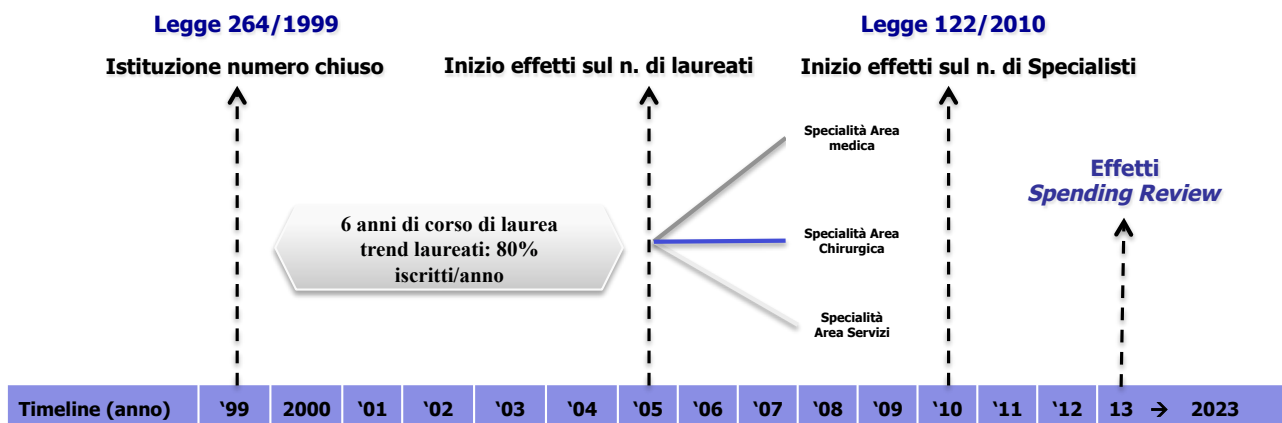 Legge 264/1999
Legge 122/2010
Istituzione numero chiuso
Inizio effetti sul n. di laureati
Inizio effetti sul n. di Specialisti
Specialità Area
medica
Effetti
Spending Review
6 anni di corso di laurea
trend laureati: 80%
iscritti/anno
Specialità Area
Chirurgica
Specialità
Area Servizi
Timeline (anno) ‘99 2000 ‘01 ‘02 ‘03 ‘04 ‘05 ‘06 ‘07 ‘08 ‘09 ‘10 ‘11 ‘12 13 → 2023